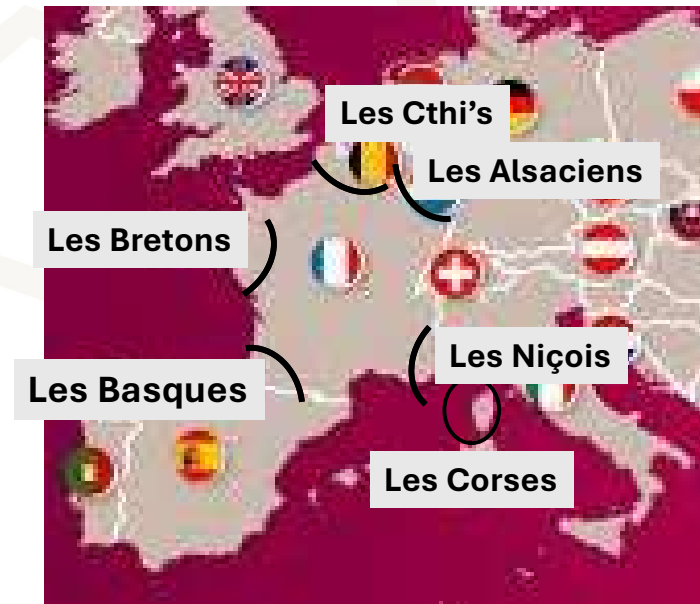 Les Cthi's
Les Alsaciens
Les Bretons
Les Niçois
Les Basques
Les Corses